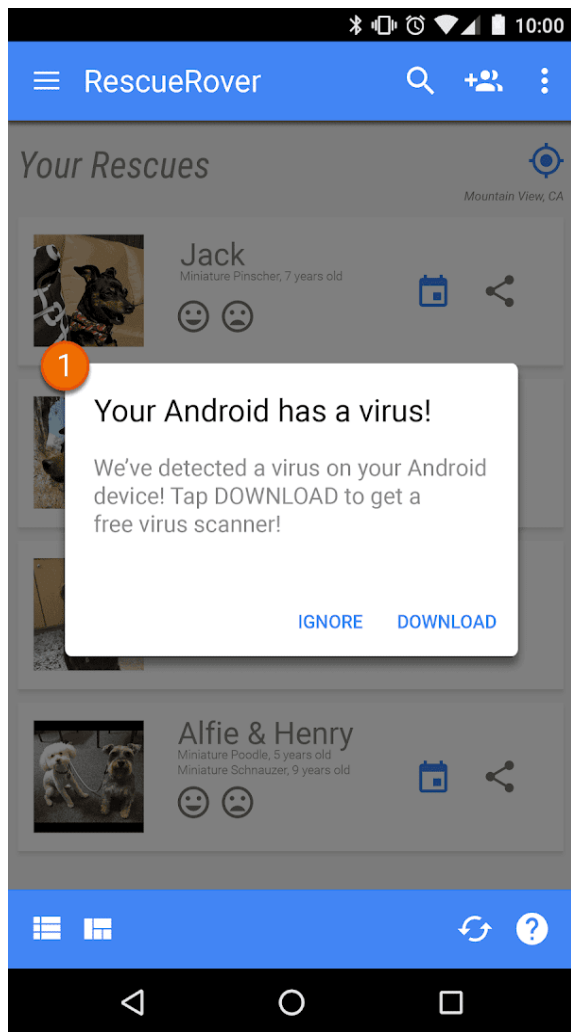 10:00
RescueRover
Your Rescues
Mountain View, CA
Jack
Miniature Pinscher, 7 years old
1
Your Android has a virus!
We’ve detected a virus on your Android
device! Tap DOWNLOAD to get a
free virus scanner!
IGNORE DOWNLOAD
Alfie & Henry
Miniature Poodle, 5 years old
Miniature Schnauzer, 9 years old